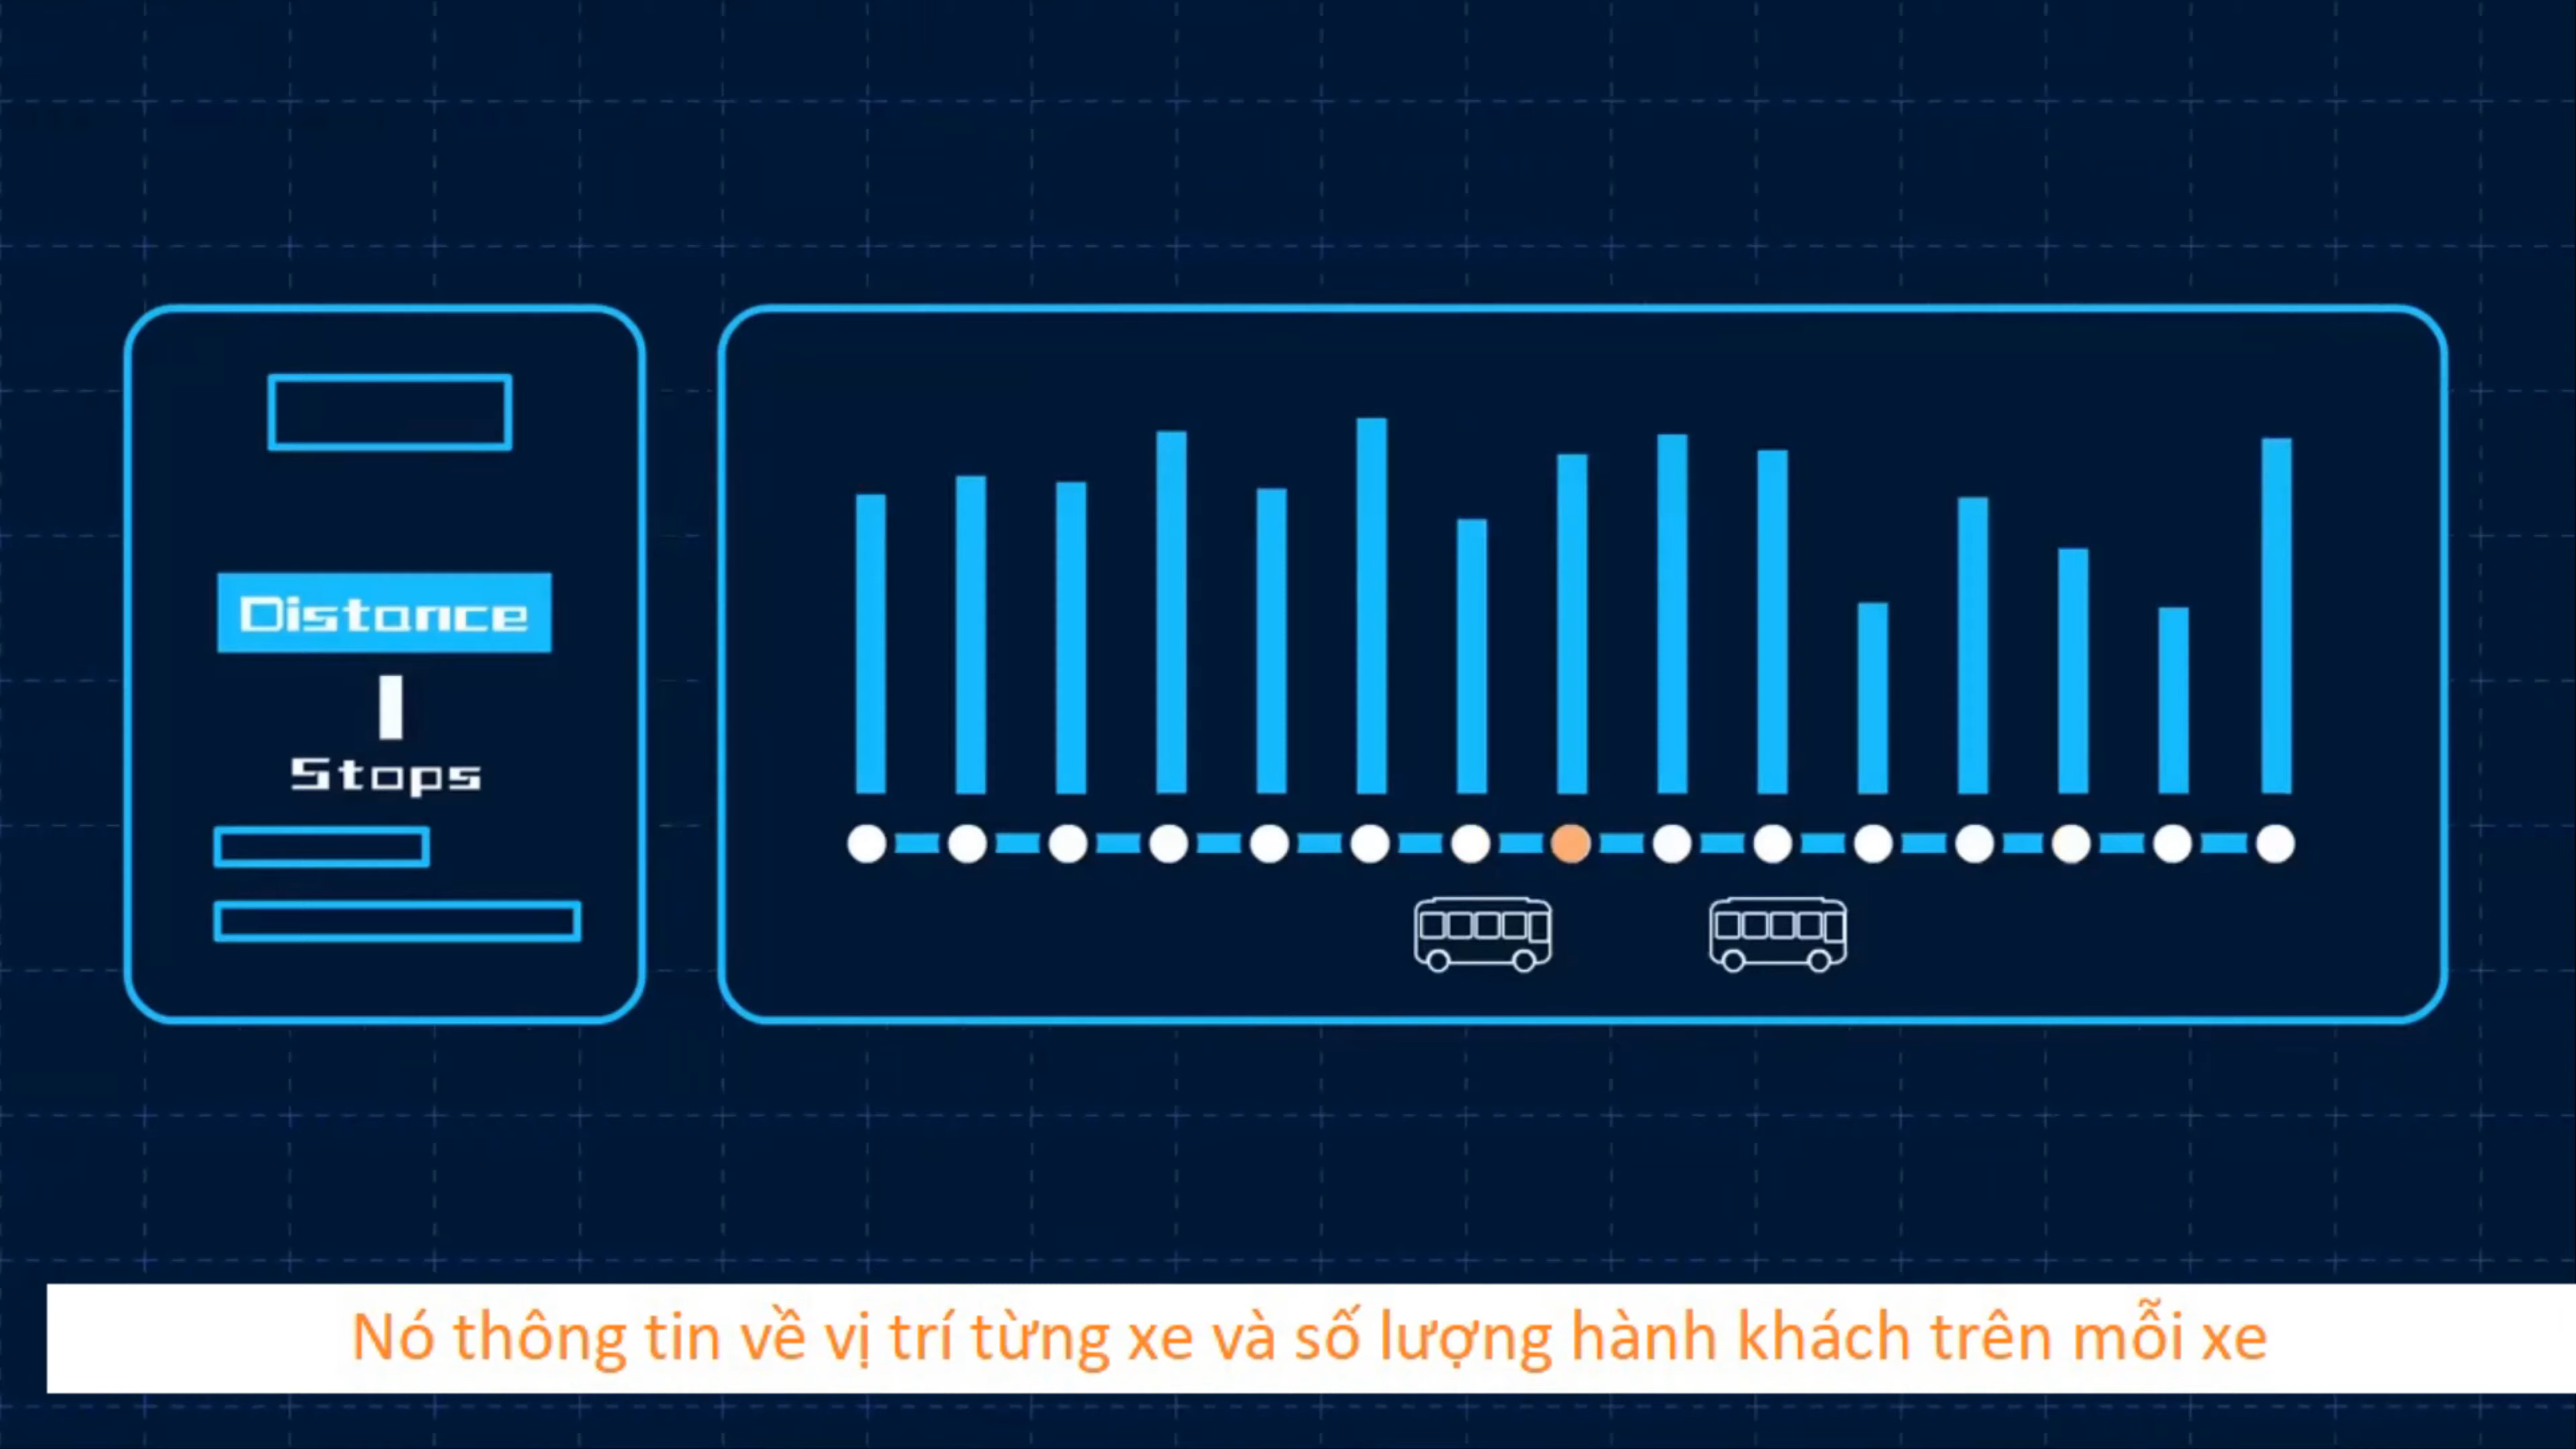 Distance
Stops
Nó thông tin về vị trí từng xe và số lượng hành khách trên mỗi xe